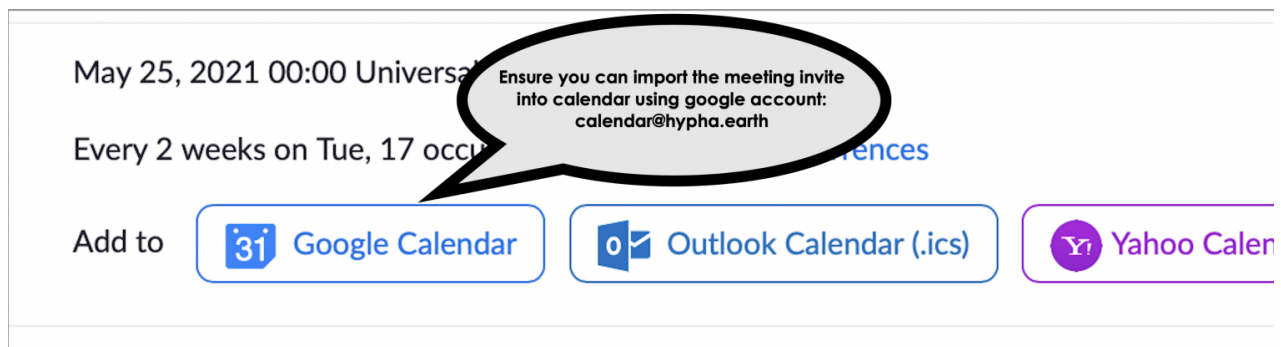 May 25, 2021 00:00 Universa
Ensure you can import the meeting invite
into calendar using google account:
calendar@hypha.earth
Every 2 weeks on Tue, 17 occu
rences
Add to
31 Google Calendar
Outlook Calendar (.ics)
Yahoo Calen